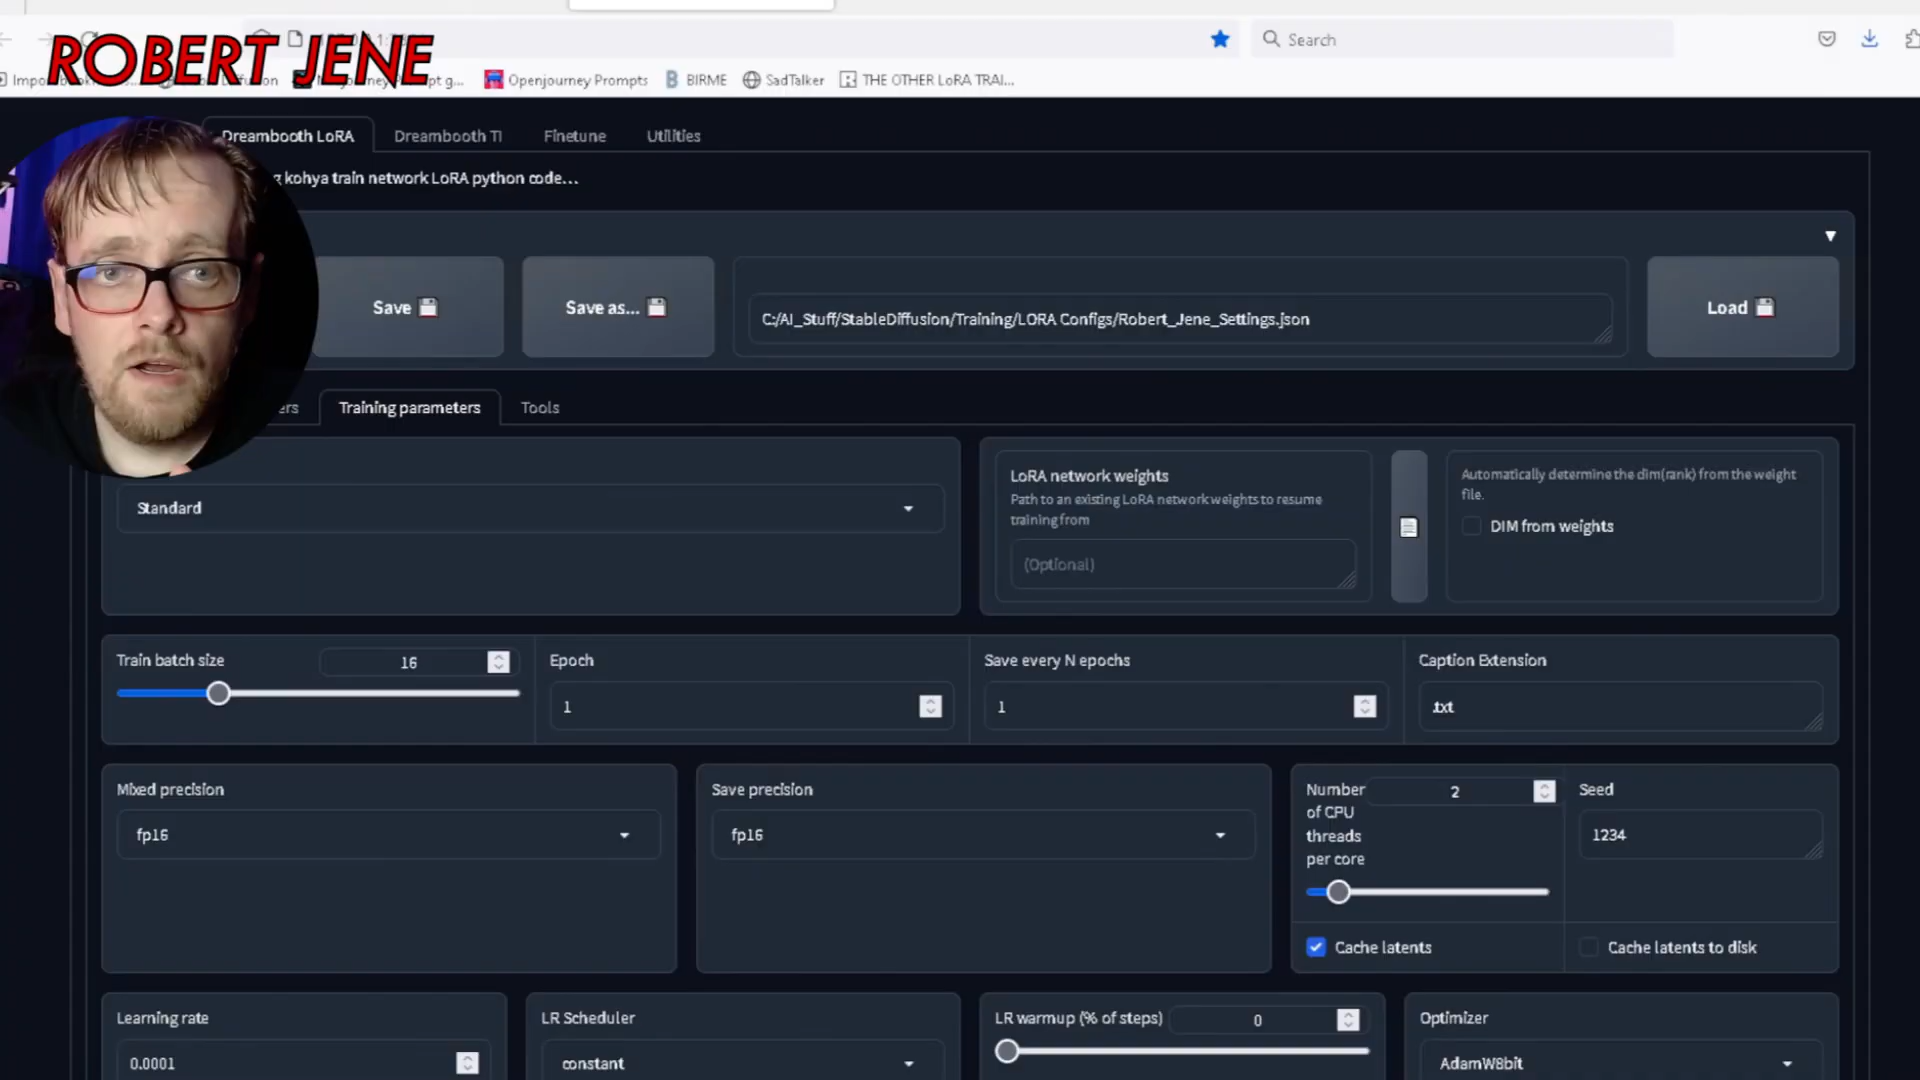 ROBERT JENE
Search
Openjourney Prompts
BIRME
SadTalker
THE OTHER LoRA TRAI...
Dreambooth LoRA
Dreambooth TI
Finetune
Utilities
kohya train network LoRA python code...
Save
Save as...
C:/AI_Stuff/StableDiffusion/Training/LORA Configs/Robert_Jene_Settings.json
Load
Training parameters
Tools
Standard
LoRA network weights
Path to an existing LoRA network weights to resume
training from
(Optional)
Automatically determine the dim(rank) from the weight
file.
DIM from weights
Train batch size
16
Epoch
1
Save every N epochs
1
Caption Extension
.txt
Mixed precision
fp16
Save precision
fp16
Number
of CPU
threads
per core
2
Seed
1234
Cache latents
Cache latents to disk
Learning rate
0.0001
LR Scheduler
constant
LR warmup (% of steps)
0
Optimizer
AdamW8bit